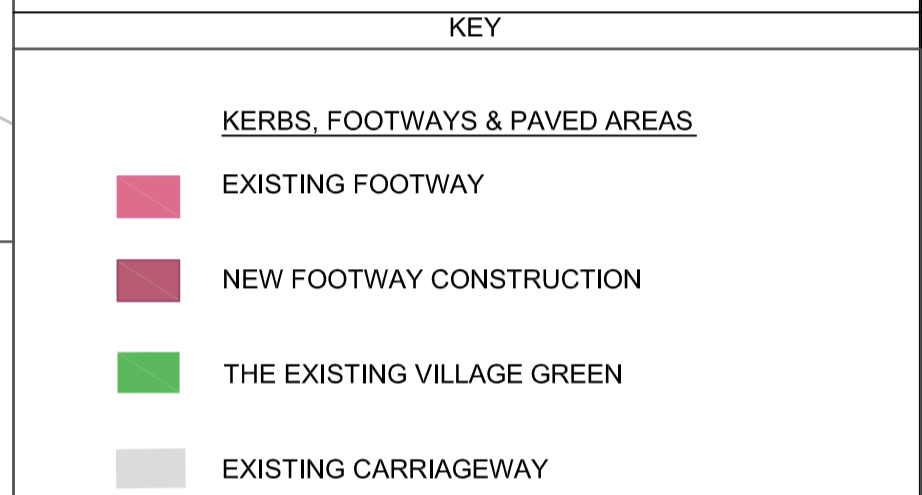 KEY
KERBS, FOOTWAYS & PAVED AREAS
EXISTING FOOTWAY
NEW FOOTWAY CONSTRUCTION
THE EXISTING VILLAGE GREEN
EXISTING CARRIAGEWAY